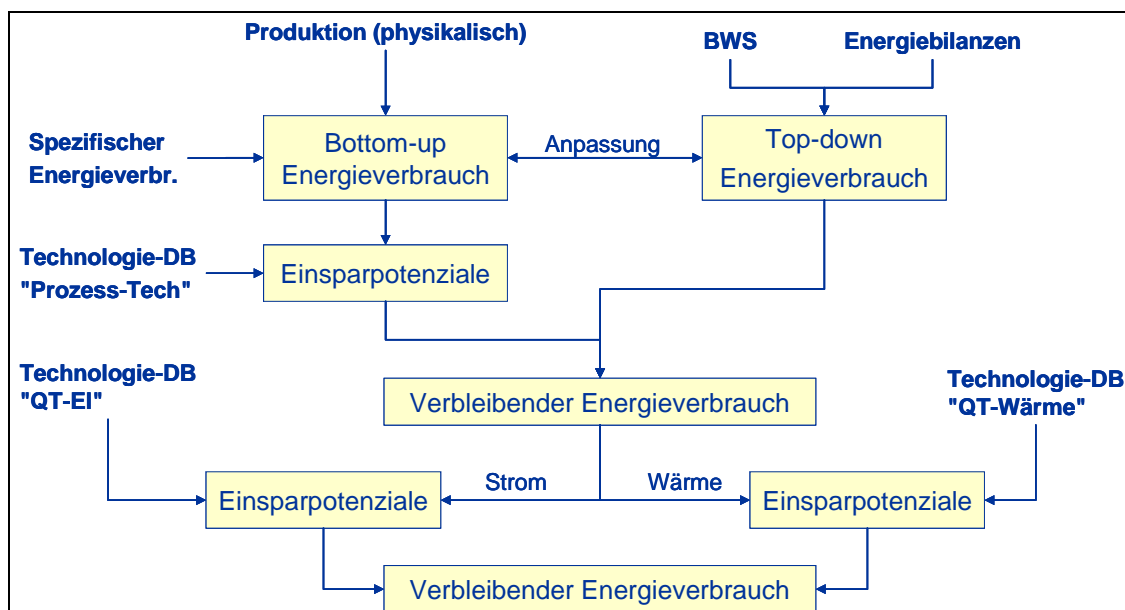 Produktion (physikalisch)
BWS
Energiebilanzen
Spezifischer
Energieverbr.
Bottom-up
Energieverbrauch
Anpassung
Top-down
Energieverbrauch
Technologie-DB
"Prozess-Tech"
Einsparpotenziale
Technologie-DB
"QT-El"
Verbleibender Energieverbrauch
Technologie-DB
"QT-Wärme"
Einsparpotenziale
Strom
Wärme
Einsparpotenziale
Verbleibender Energieverbrauch